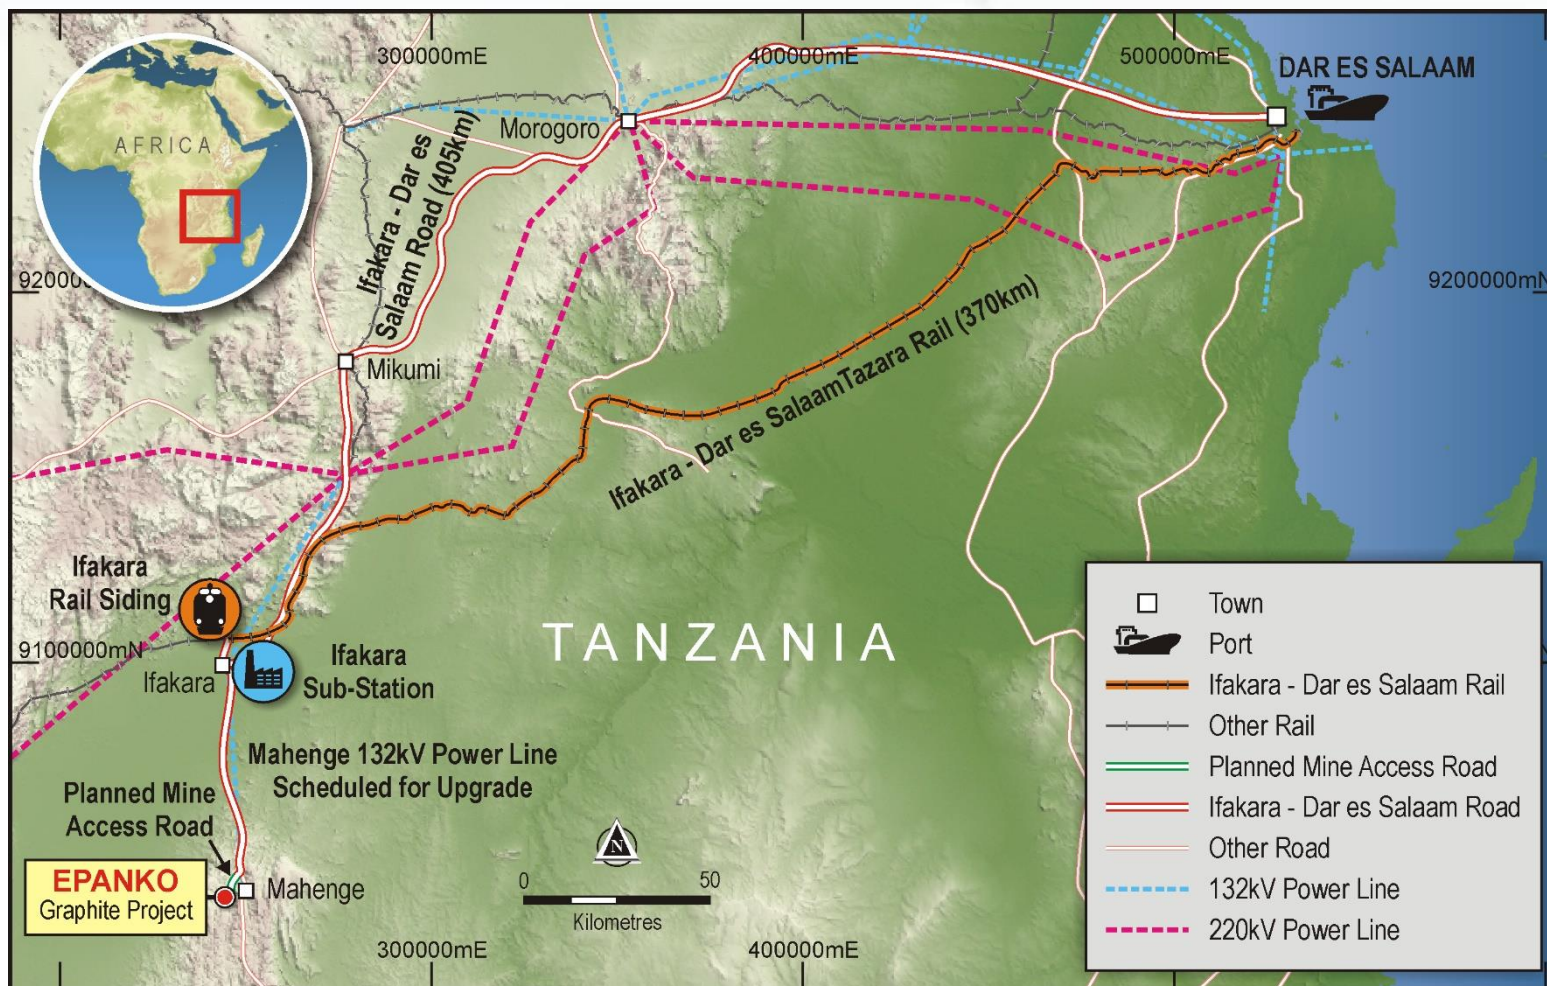 300000mE
400000mE
500000mE
DAR ES SALAAM
AFRICA
Morogoro
Ifakara - Dar es
Salaam Road (405km)
9200000mN
Mikumi
Ifakara - Dar es SalaamTazara Rail (370km)
Ifakara
Rail Siding
9100000mN
Ifakara
Ifakara
Sub-Station
TANZANIA
Mahenge 132kV Power Line
Scheduled for Upgrade
Planned Mine
Access Road
EPANKO
Graphite Project
Mahenge
N
0 50
Kilometres
300000mE
400000mE
Town
Port
Ifakara - Dar es Salaam Rail
Other Rail
Planned Mine Access Road
Ifakara - Dar es Salaam Road
Other Road
132kV Power Line
220kV Power Line